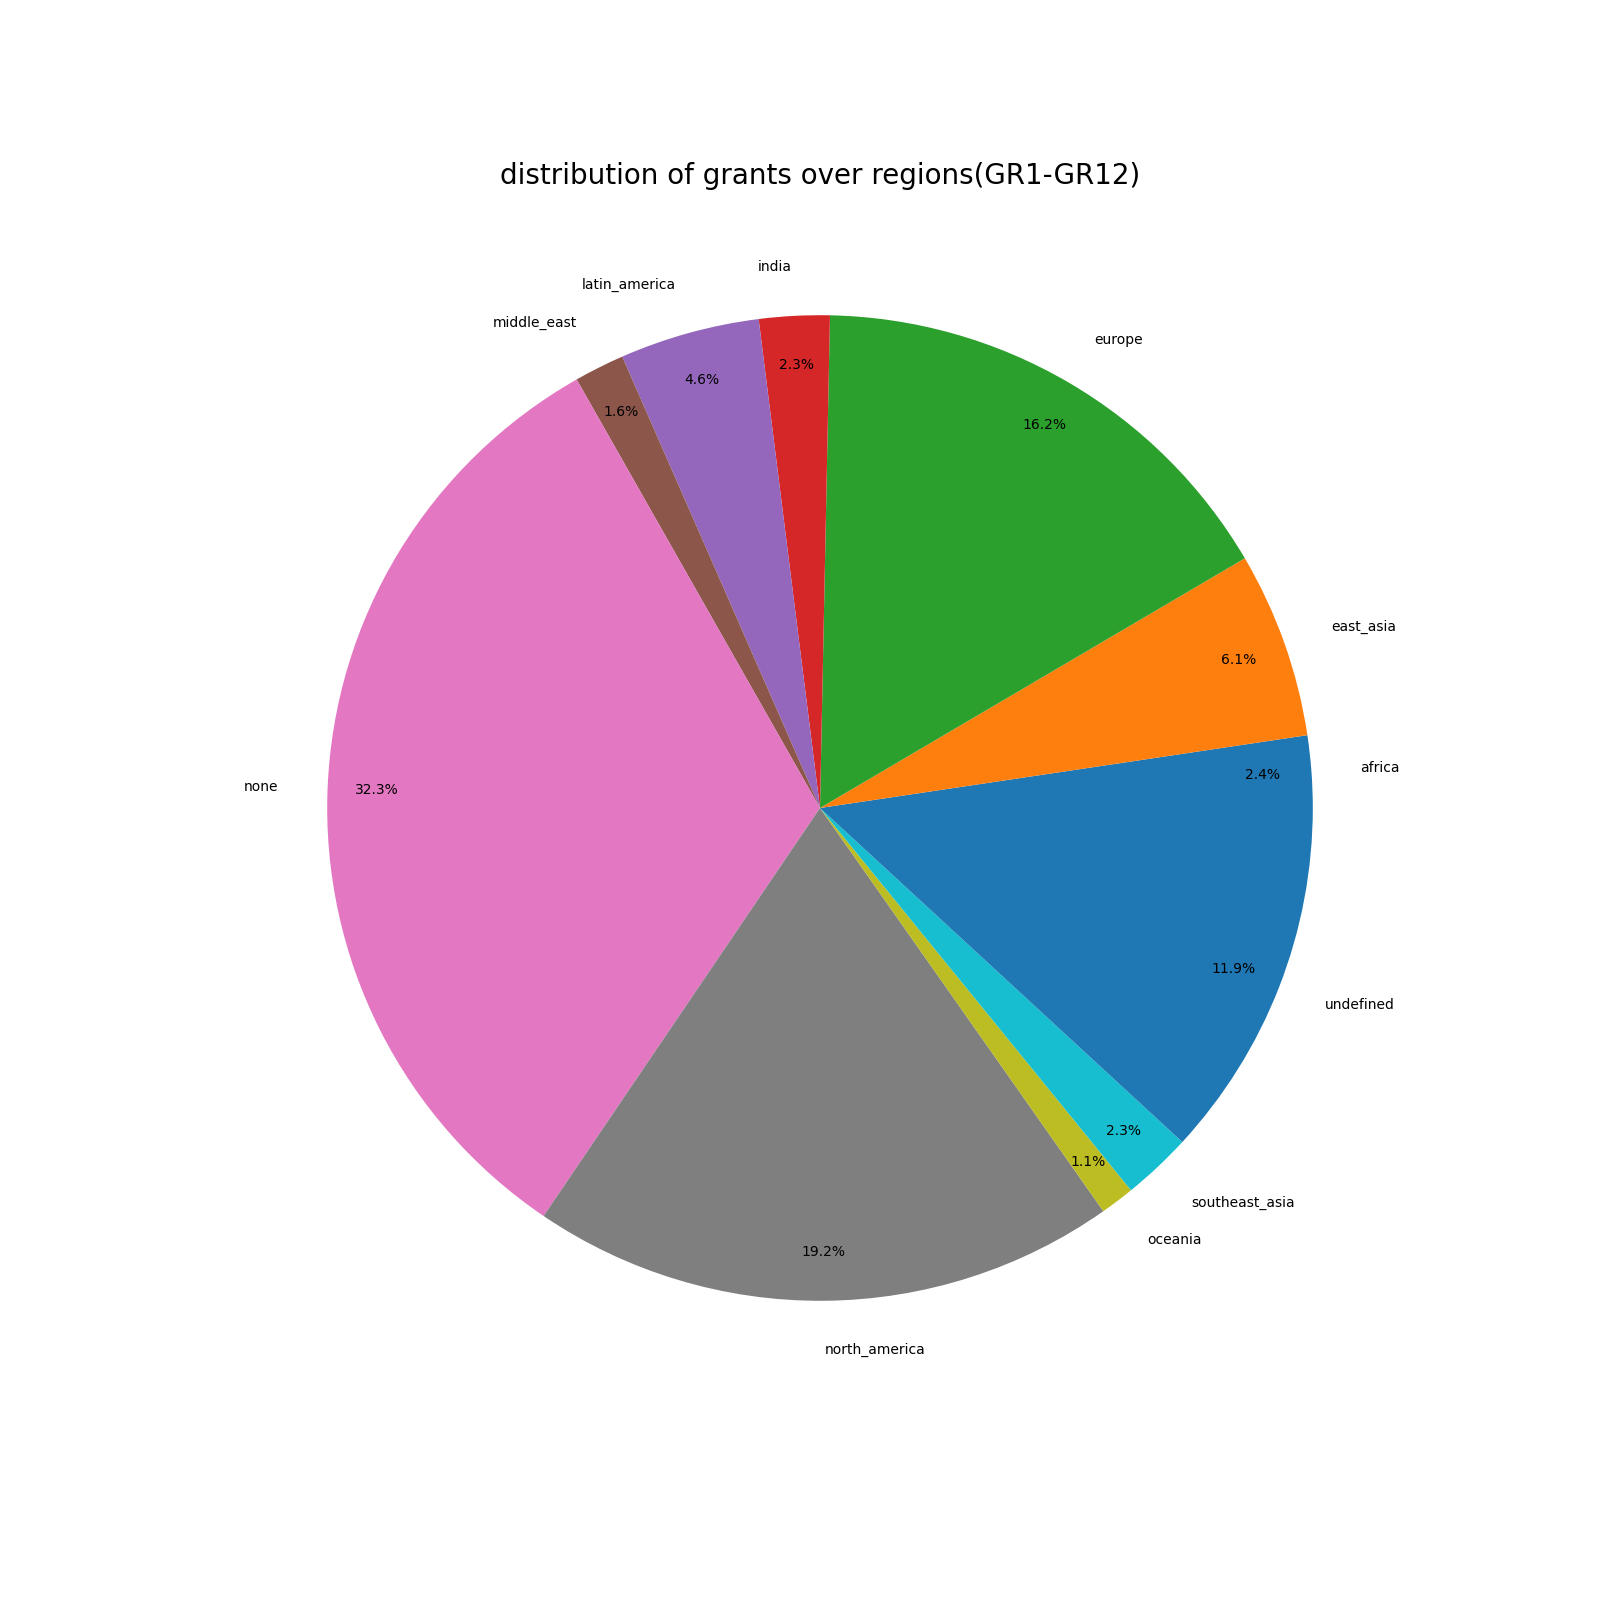 distribution of grants over regions(GR1-GR12)
india
latin_america
middle_east
europe
2.3%
4.6%
1.6%
16.2%
east_asia
6.1%
africa
2.4%
none
32.3%
11.9%
undefined
2.3%
1.1%
southeast_asia
oceania
19.2%
north_america